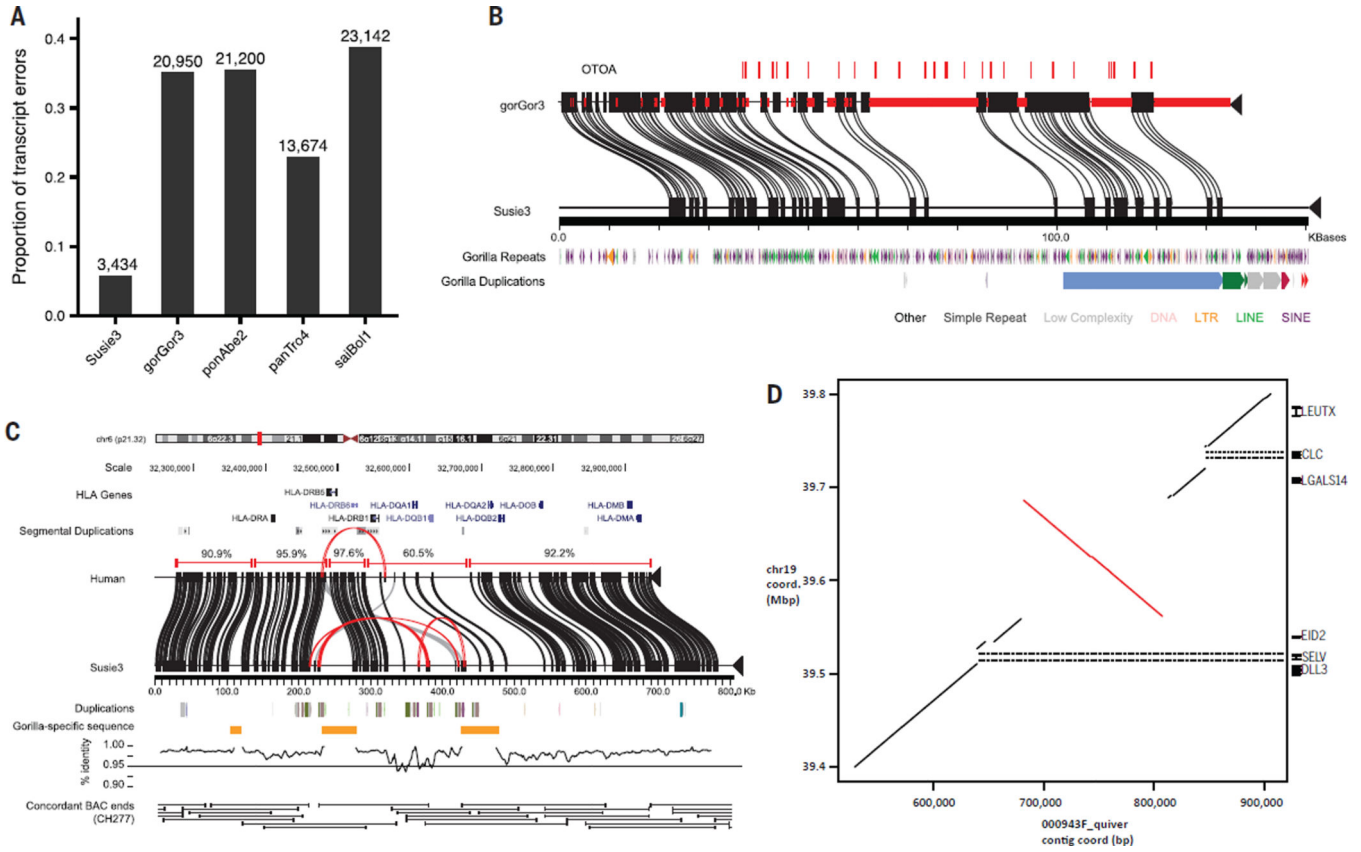 A
Proportion of transcript errors
0.4
0.3
0.2
0.1
0.0
3,434
20,950
21,200
13,674
23,142
Susie3
gorGor3
ponAbe2
panTro4
saiBol1
B
OTOA
gorGor3
Susie3
0.0 100.0 KBases
Gorilla Repeats
Gorilla Duplications
Other Simple Repeat Low Complexity DNA LTR LINE SINE
C
chr6 (p21.32)
6q22.3 21.1 q14.1 6q21 22.31
Scale 32,300,000 32,400,000 32,500,000 32,600,000 32,700,000 32,800,000 32,900,000
HLA Genes
HLA-DRB5
HLA-DRB6 HLA-DQA1 HLA-DQA2 HLA-DOB HLA-DMB
HLA-DRA HLA-DRB1 HLA-DQB1 HLA-DQB2 HLA-DMA
Segmental Duplications
90.9% 95.9% 97.6% 60.5% 92.2%
Human
Susie3
0.0 100.0 200.0 300.0 400.0 500.0 600.0 700.0 800.0 Kb
Duplications
Gorilla-specific sequence
% identity
1.00
0.95
0.90
Concordant BAC ends
(CH277)
D
39.8
39.7
39.6
39.5
39.4
chr19
coord.
(Mbp)
LEUTX
CLC
LGALS14
EID2
SELV
DLL3
600,000 700,000 800,000 900,000
000943F_quiver
contig coord (bp)